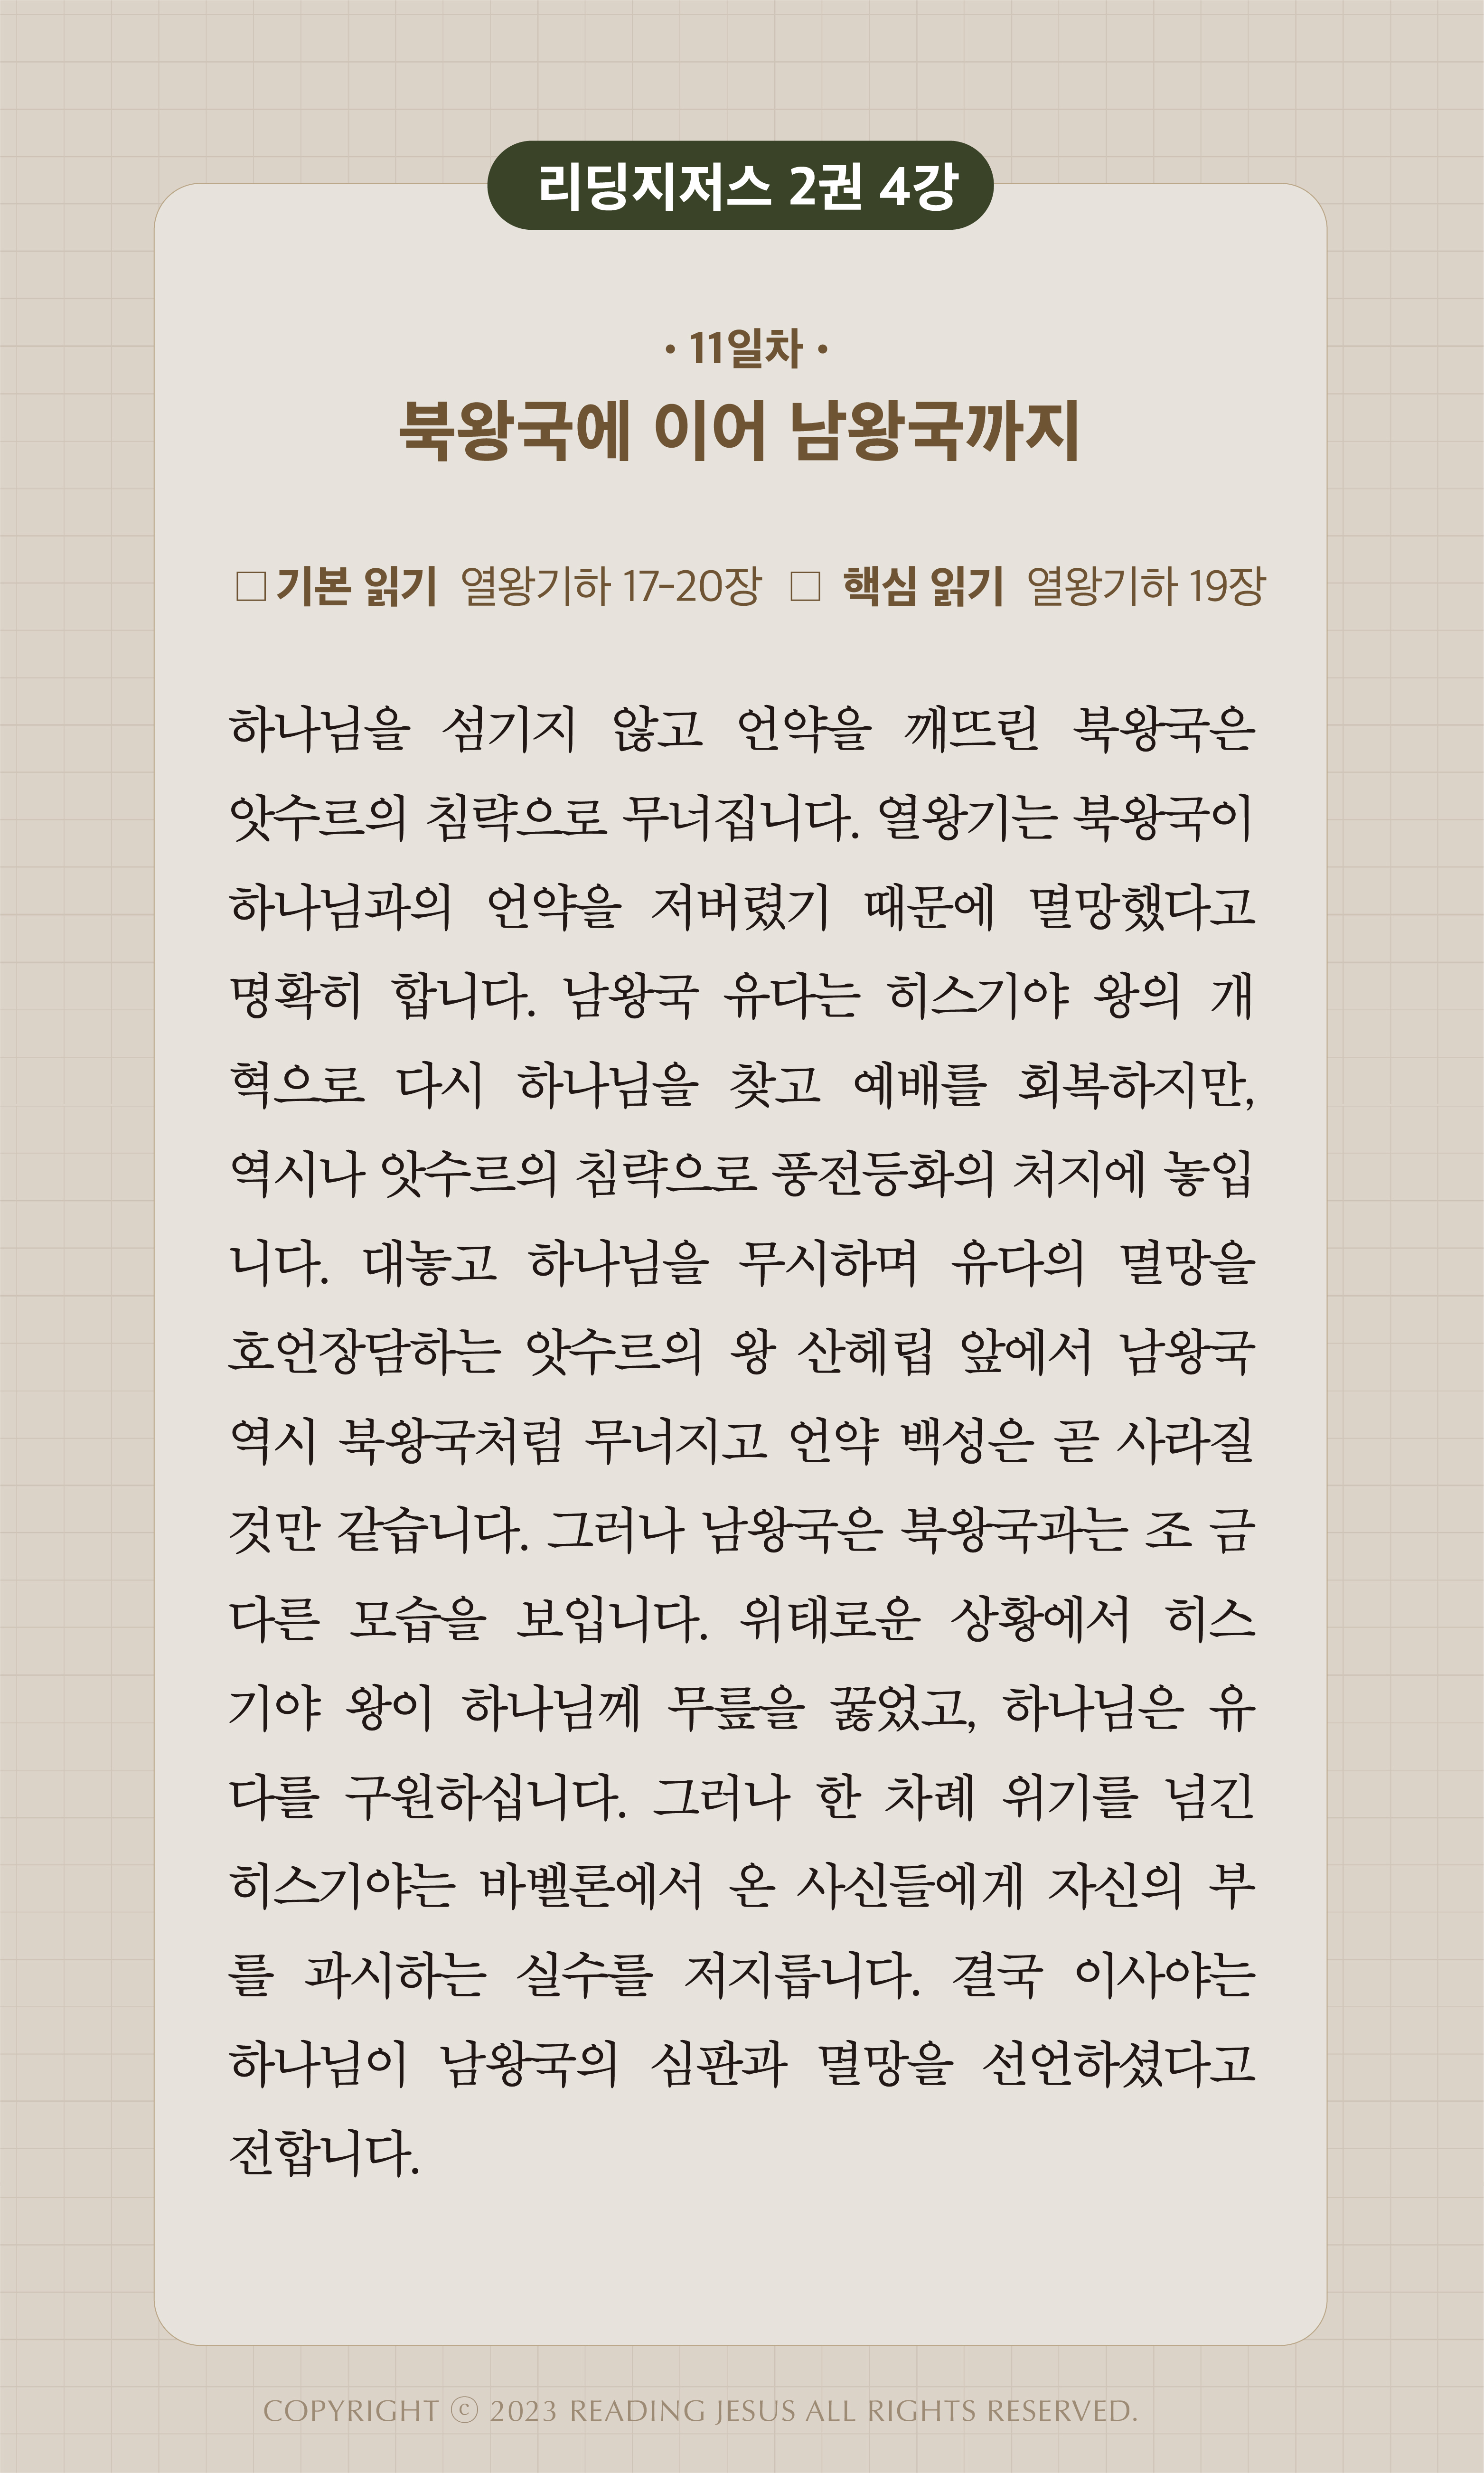 리딩지저스 2권 4강
· 11일차 ·
북왕국에 이어 남왕국까지
□ 기본 읽기 열왕기하 17-20장 □ 핵심 읽기 열왕기하 19장
하나님을 섬기지 않고 언약을 깨뜨린 북왕국은
앗수르의 침략으로 무너집니다. 열왕기는 북왕국이
하나님과의 언약을 저버렸기 때문에 멸망했다고
명확히 합니다. 남왕국 유다는 히스기야 왕의 개
혁으로 다시 하나님을 찾고 예배를 회복하지만,
역시나 앗수르의 침략으로 풍전등화의 처지에 놓입
니다. 대놓고 하나님을 무시하며 유다의 멸망을
호언장담하는 앗수르의 왕 산헤립 앞에서 남왕국
역시 북왕국처럼 무너지고 언약 백성은 곧 사라질
것만 같습니다. 그러나 남왕국은 북왕국과는 조 금
다른 모습을 보입니다. 위태로운 상황에서 히스
기야 왕이 하나님께 무릎을 꿇었고, 하나님은 유
다를 구원하십니다. 그러나 한 차례 위기를 넘긴
히스기야는 바벨론에서 온 사신들에게 자신의 부
를 과시하는 실수를 저지릅니다. 결국 이사야는
하나님이 남왕국의 심판과 멸망을 선언하셨다고
전합니다.
COPYRIGHT ⓒ 2023 READING JESUS ALL RIGHTS RESERVED.